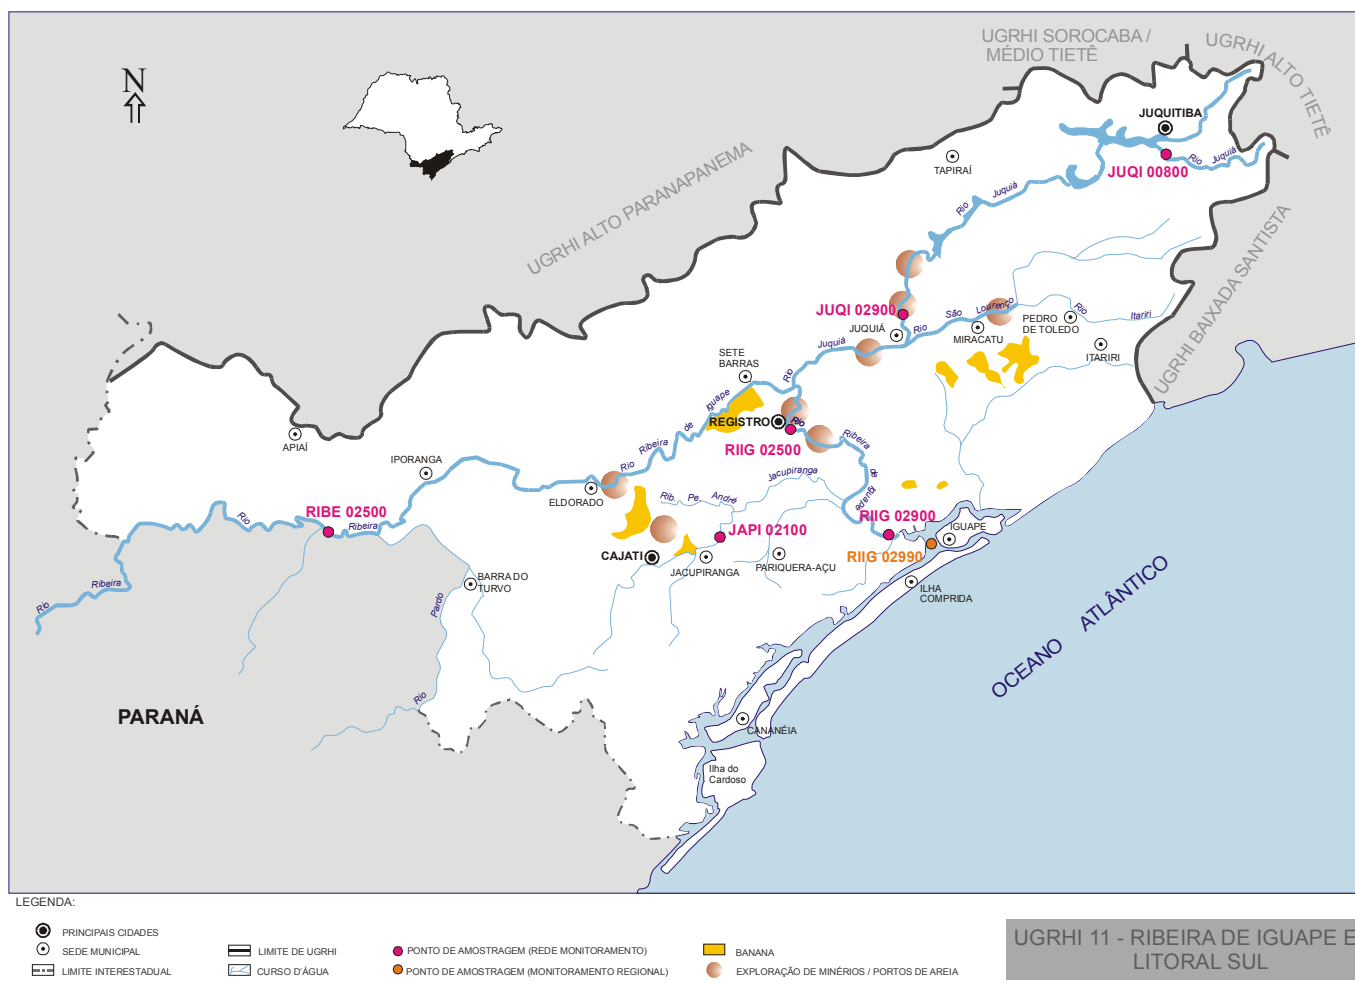 UGRHI SOROCABA /
MÉDIO TIETÊ
UGRHI ALTO TIETÊ
N
JUQUITIBA
Rio Juquiá
JUQI 00800
TAPIRAÍ
UGRHI ALTO PARANAPANEMA
Rio Juquiá
UGRHI BAIXADA SANTISTA
JUQI 02900
JUQUIÁ
Rio São Lourenço
MIRACATU
PEDRO
DE TOLEDO
Rio Itariri
ITARIRI
SETE
BARRAS
Rio Juquiá
REGISTRO
RIIG 02500
Rio Ribeira de Iguape
Rio Ribeira de Iguape
APIAÍ
IPORANGA
ELDORADO
Rib. Pe. André
Jacupiranga
RIBE 02500
Rio Ribeira
JAPI 02100
RIIG 02900
IGUAPE
RIIG 02990
CAJATI
JACUPIRANGA
PARIQUERA-AÇU
ILHA
COMPRIDA
BARRA DO
TURVO
Rio Ribeira
Rio Pardo
OCEANO ATLÂNTICO
PARANÁ
CANANÉIA
Ilha do
Cardoso
LEGENDA:
PRINCIPAIS CIDADES
SEDE MUNICIPAL
LIMITE INTERESTADUAL
LIMITE DE UGRHI
CURSO D'ÁGUA
PONTO DE AMOSTRAGEM (REDE MONITORAMENTO)
PONTO DE AMOSTRAGEM (MONITORAMENTO REGIONAL)
BANANA
EXPLORAÇÃO DE MINÉRIOS / PORTOS DE AREIA
UGRHI 11 - RIBEIRA DE IGUAPE E
LITORAL SUL